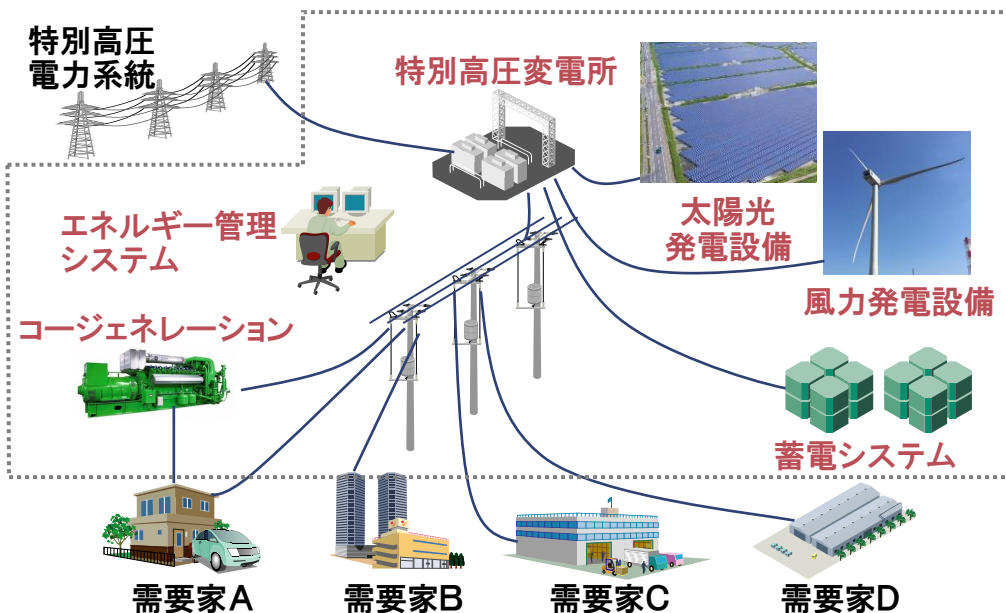 特別高圧
電力系統
特別高圧変電所
太陽光
発電設備
エネルギー管理
システム
風力発電設備
コージェネレーション
蓄電システム
需要家A
需要家B
需要家C
需要家D